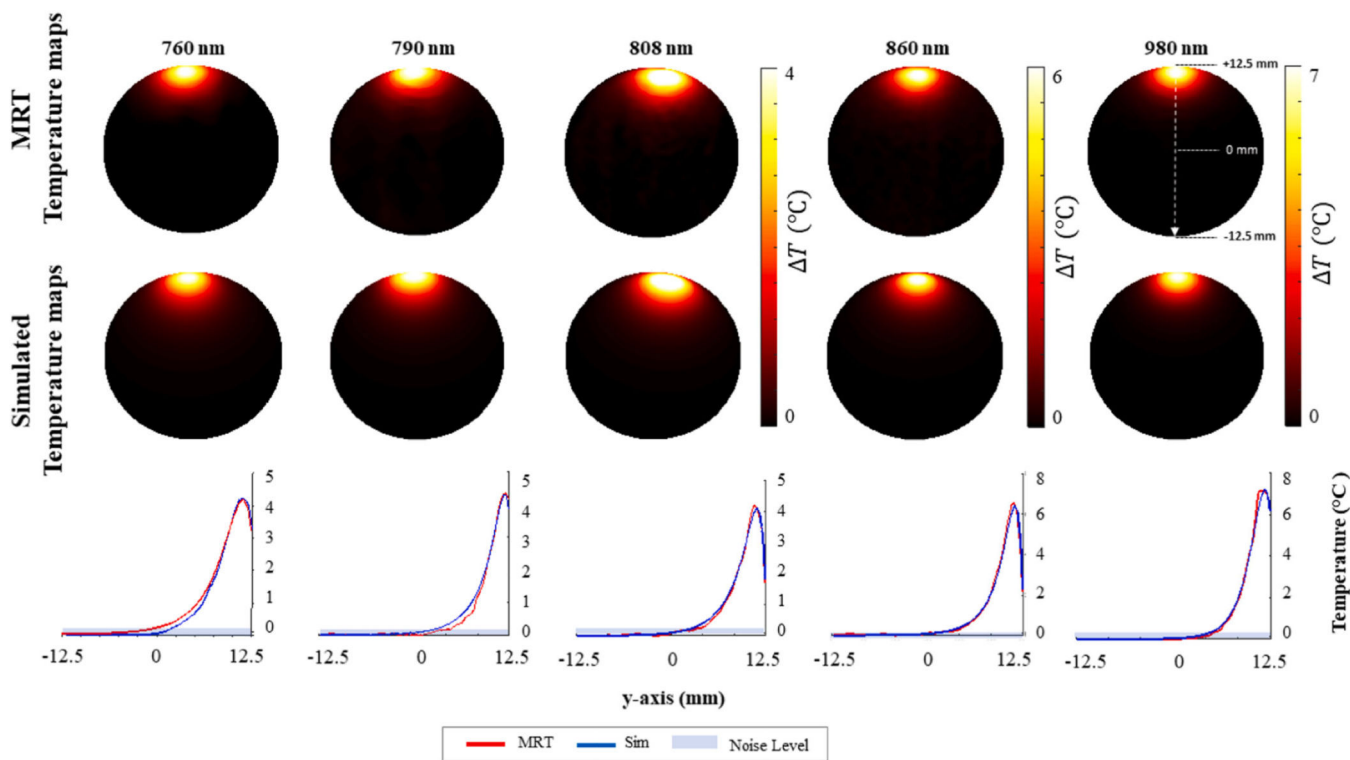 760 nm
790 nm
808 nm
860 nm
980 nm
MRT
Temperature maps
4
0
ΔT (°C)
6
0
ΔT (°C)
7
0
ΔT (°C)
+12.5 mm
0 mm
-12.5 mm
Simulated
Temperature maps
5
4
3
2
1
0
-12.5 0 12.5
5
4
3
2
1
0
-12.5 0 12.5
5
4
3
2
1
0
-12.5 0 12.5
8
6
4
2
0
-12.5 0 12.5
8
6
4
2
0
-12.5 0 12.5
Temperature (°C )
y-axis (mm)
MRT Sim Noise Level